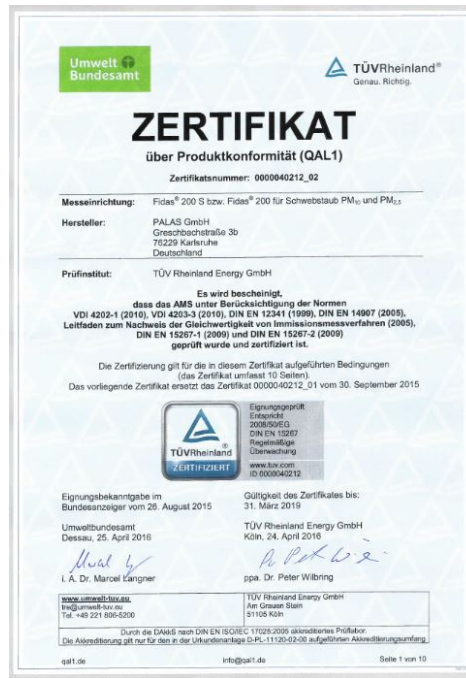 Umwelt
Bundesamt
TÜVRheinland®
Genau. Richtig.
ZERTIFIKAT
über Produktkonformität (QAL1)
Zertifikatsnummer: 0000040212_02
Messeinrichtung: Fidas® 200 S bzw. Fidas® 200 für Schwebstaub PM10 und PM2,5
Hersteller: PALAS GmbH
Greschbachstraße 3b
76229 Karlsruhe
Deutschland
Prüfinstitut: TÜV Rheinland Energy GmbH
Es wird bescheinigt,
dass das AMS unter Berücksichtigung der Normen
VDI 4202-1 (2010), VDI 4203-3 (2010), DIN EN 12341 (1999), DIN EN 14907 (2005),
Leitfaden zum Nachweis der Gleichwertigkeit von Immissionsmessverfahren (2005),
DIN EN 15267-1 (2009) und DIN EN 15267-2 (2009)
geprüft wurde und zertifiziert ist.
Die Zertifizierung gilt für die in diesem Zertifikat aufgeführten Bedingungen
(das Zertifikat umfasst 10 Seiten).
Das vorliegende Zertifikat ersetzt das Zertifikat 0000040212_01 vom 30. September 2015
TÜVRheinland®
ZERTIFIZIERT
Eignungsgeprüft
Entspricht
2008/50/EG
DIN EN 15267
Regelmäßige
Überwachung
www.tuv.com
ID 0000040212
Eignungsbekanntgabe im
Bundesanzeiger vom 26. August 2015
Gültigkeit des Zertifikates bis:
31. März 2019
Umweltbundesamt
Dessau, 25. April 2016
TÜV Rheinland Energy GmbH
Köln, 24. April 2016
i. A. Dr. Marcel Langner
ppa. Dr. Peter Wilbring
www.umwelt-tuv.eu
tre@umwelt-tuv.eu
Tel. +49 221 806-5200
TÜV Rheinland Energy GmbH
Am Grauen Stein
51105 Köln
Durch die DAkkS nach DIN EN ISO/IEC 17025:2005 akkreditiertes Prüflabor.
Die Akkreditierung gilt nur für den in der Urkundenanlage D-PL-11120-02-00 aufgeführten Akkreditierungsumfang
qal1.de
info@qal1.de
Seite 1 von 10